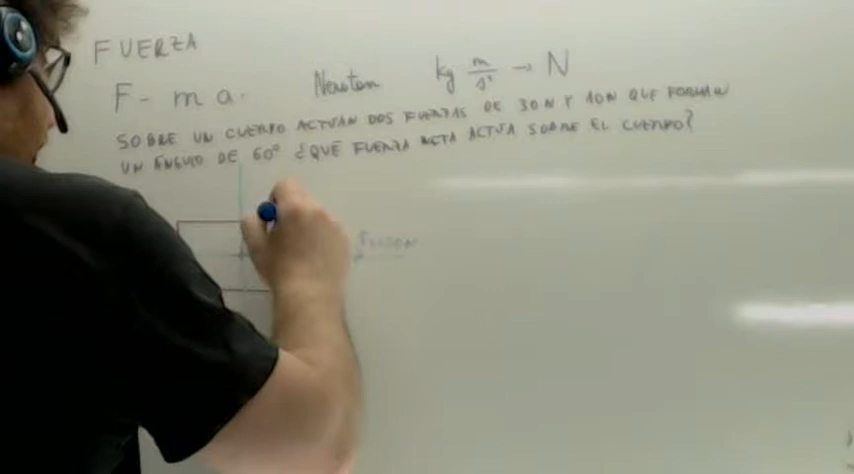 FUERZA
F- m a. Newton kg m/s² → N
SOBRE UN CUERPO ACTUAN DOS FUERZAS DE 30N Y 10N QUE FORMAN
UN ÁNGULO DE 60° ¿QUÉ FUERZA NETA ACTUA SOBRE EL CUERPO?